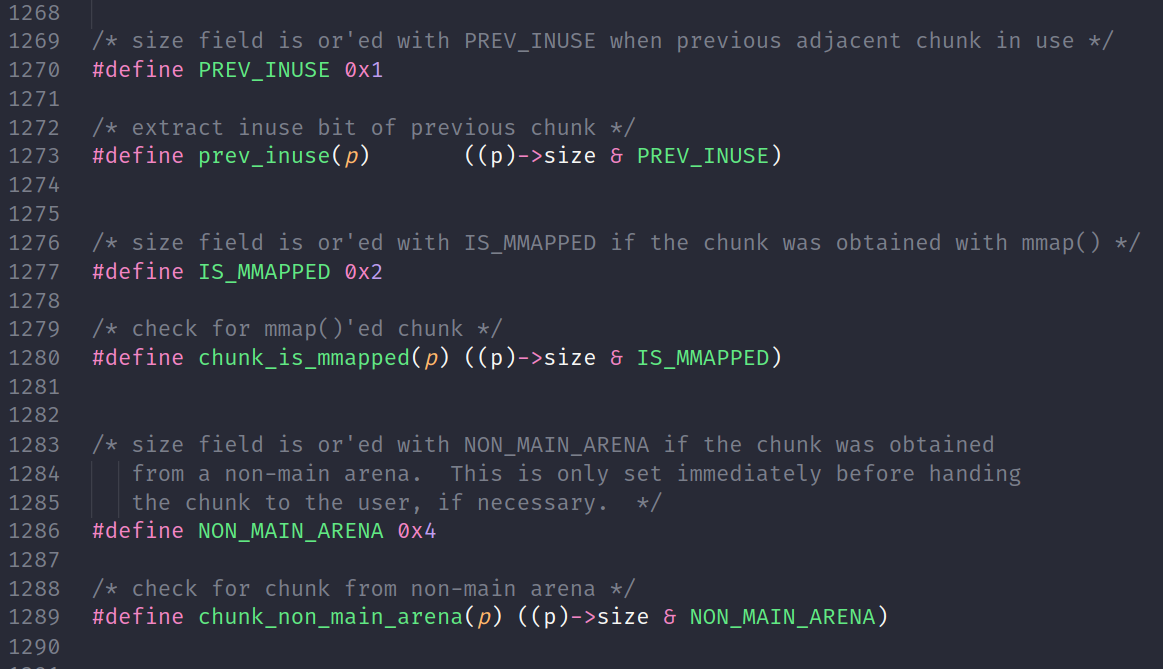 1268
1269 /* size field is or'ed with PREV_INUSE when previous adjacent chunk in use */
1270 #define PREV_INUSE 0x1
1271
1272 /* extract inuse bit of previous chunk */
1273 #define prev_inuse(p)       ((p)->size & PREV_INUSE)
1274
1275
1276 /* size field is or'ed with IS_MMAPPED if the chunk was obtained with mmap() */
1277 #define IS_MMAPPED 0x2
1278
1279 /* check for mmap()'ed chunk */
1280 #define chunk_is_mmapped(p) ((p)->size & IS_MMAPPED)
1281
1282
1283 /* size field is or'ed with NON_MAIN_ARENA if the chunk was obtained
1284    from a non-main arena.  This is only set immediately before handing
1285    the chunk to the user, if necessary.  */
1286 #define NON_MAIN_ARENA 0x4
1287
1288 /* check for chunk from non-main arena */
1289 #define chunk_non_main_arena(p) ((p)->size & NON_MAIN_ARENA)
1290